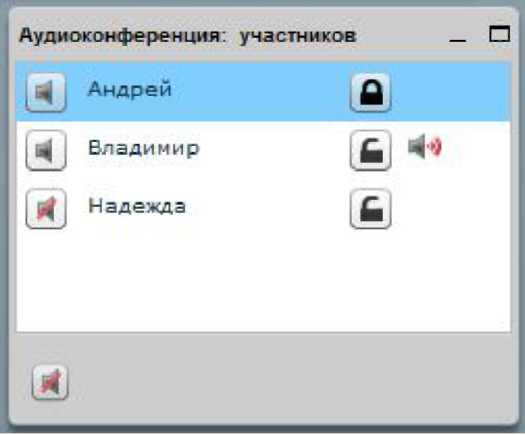 Аудиоконференция: участников
Андрей
Владимир
Надежда